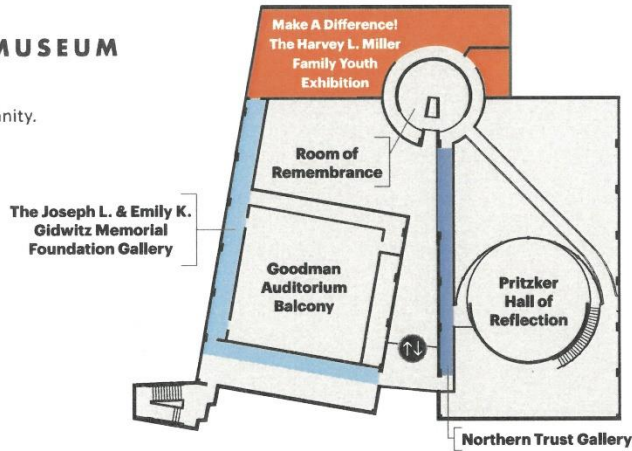 MUSEUM
Make A Difference!
The Harvey L. Miller
Family Youth
Exhibition
Room of
Remembrance
The Joseph L. & Emily K.
Gidwitz Memorial
Foundation Gallery
Goodman
Auditorium
Balcony
Pritzker
Hall of
Reflection
Northern Trust Gallery